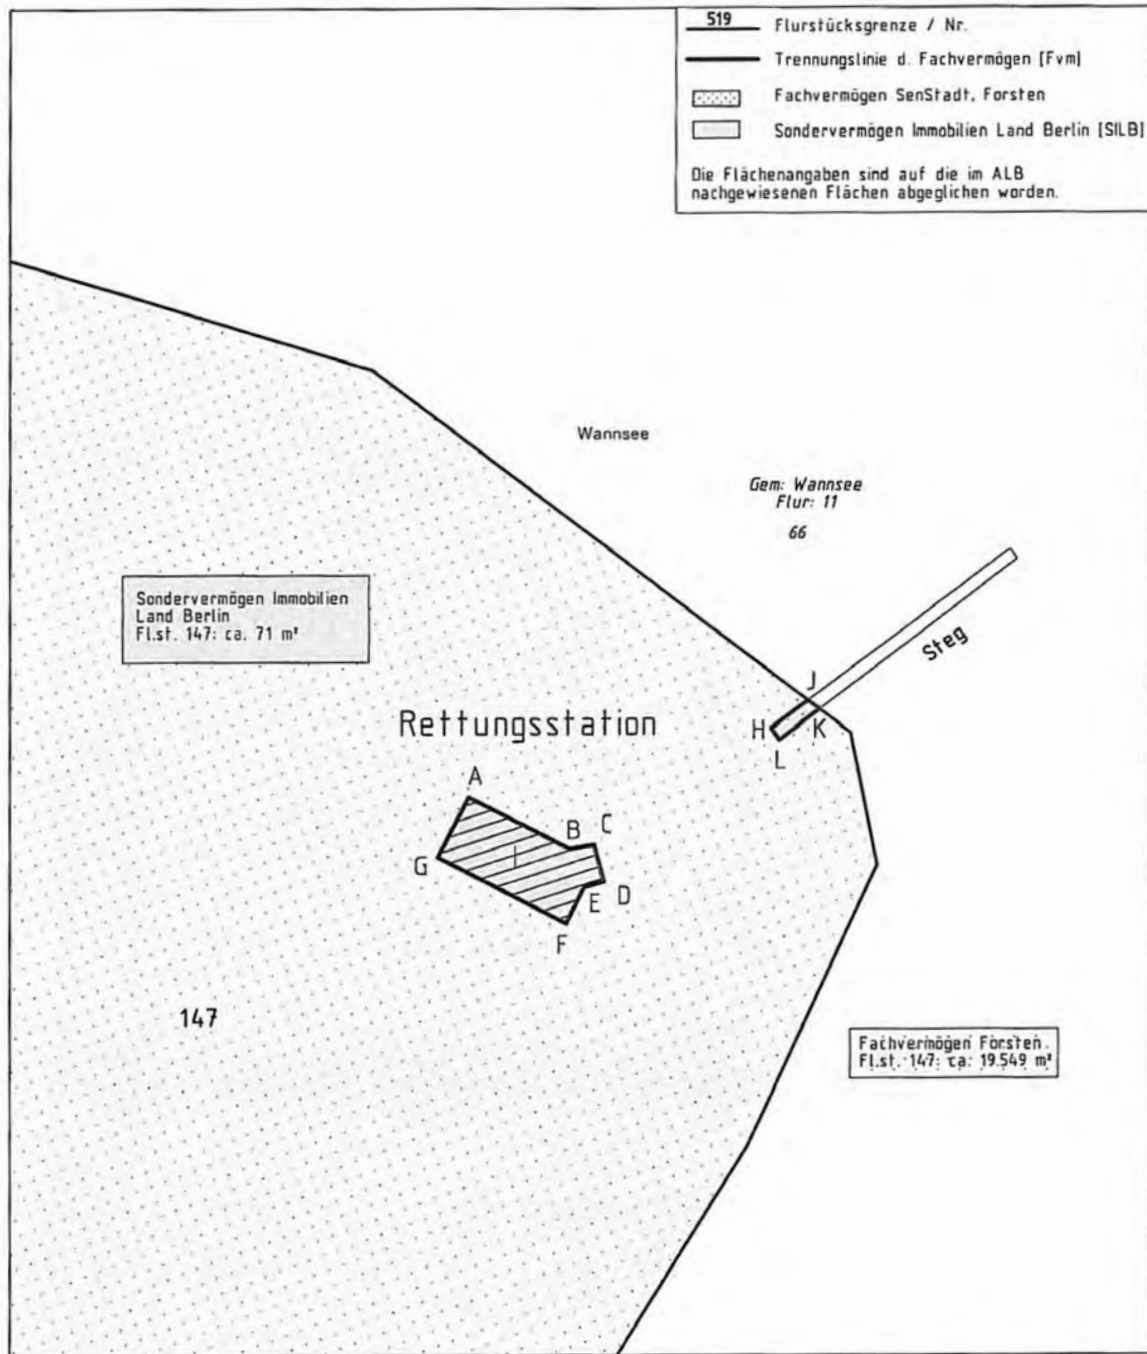 519 Flurstücksgrenze / Nr.
Trennungslinie d. Fachvermögen [Fvm]
Fachvermögen SenStadt, Forsten
Sondervermögen Immobilien Land Berlin [SILB]
Die Flächenangaben sind auf die im ALB
nachgewiesenen Flächen abgeglichen worden.
Wannsee
Gem: Wannsee
Flur: 11
66
Sondervermögen Immobilien
Land Berlin
Fl.st. 147: ca. 71 m²
Steg
J
H
K
L
Rettungsstation
A
B
C
G
I
D
E
F
147
Fachvermögen Forsten
Fl.st. 147: ca. 19.549 m²